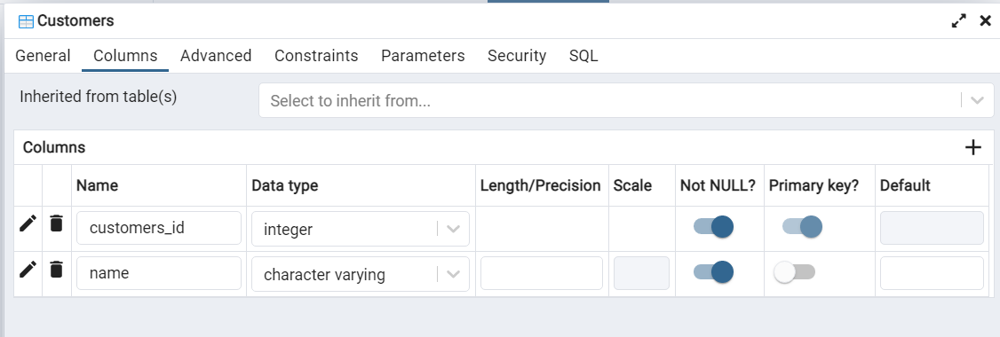 Customers
General Columns Advanced Constraints Parameters Security SQL
Inherited from table(s) Select to inherit from...
Columns
Name Data type Length/Precision Scale Not NULL? Primary key? Default
customers_id integer
name character varying